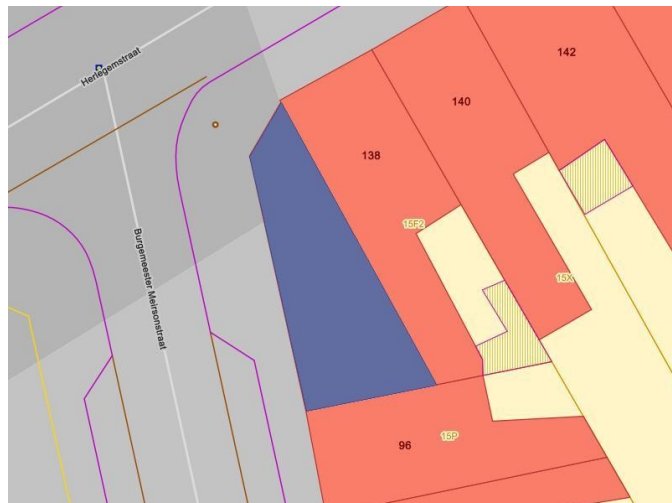 Herlegemstraat
142
140
138
15F2
Burgemeester Meirsonstraat
15X
15P
96